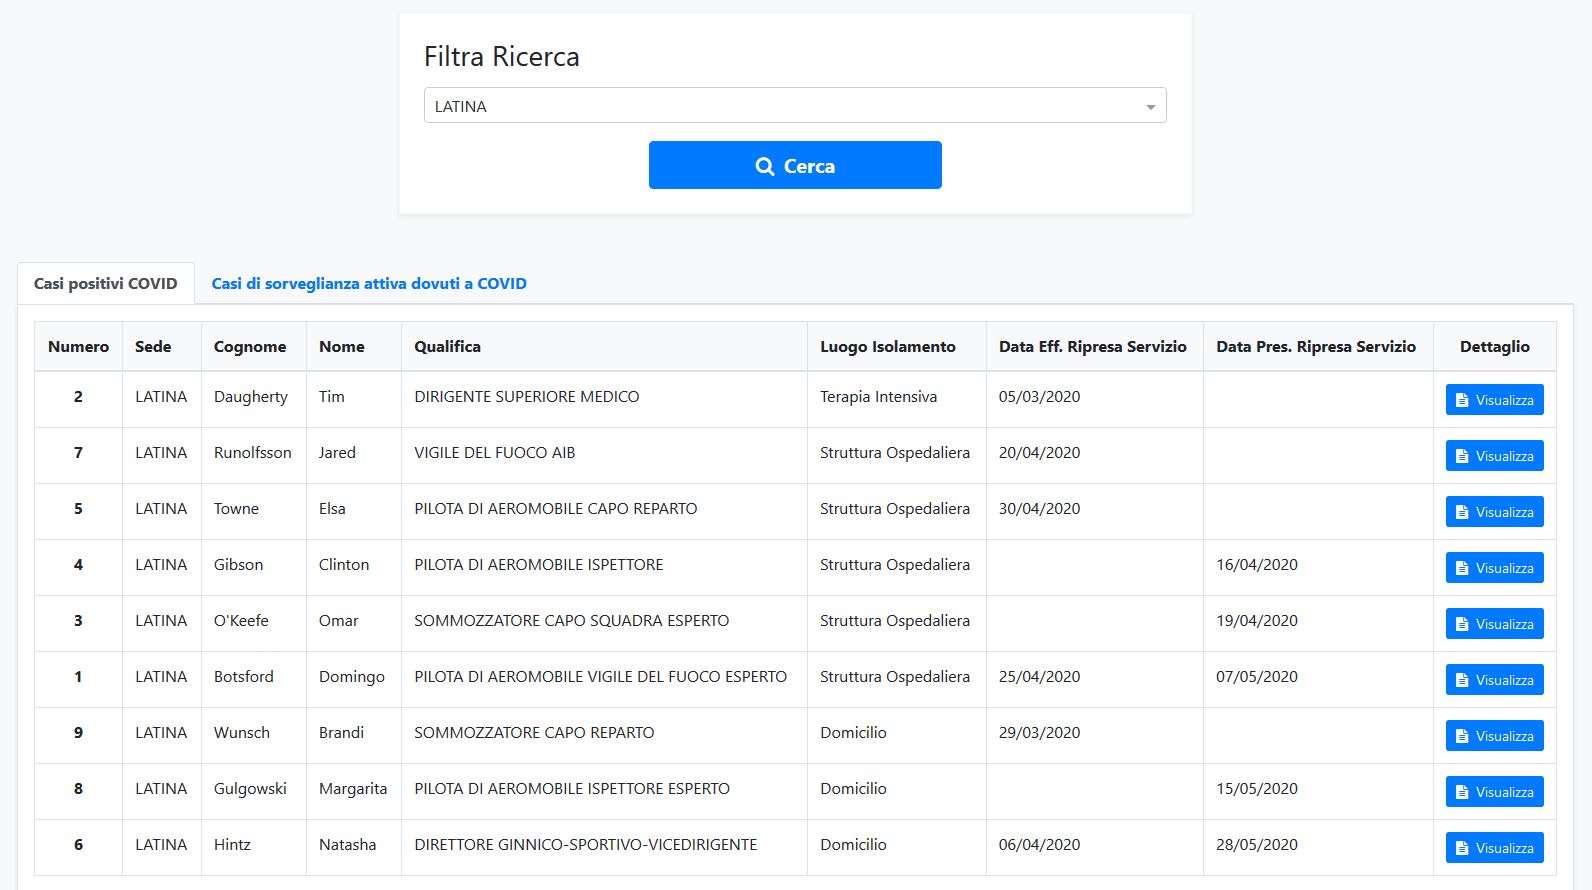 Filtra Ricerca
LATINA
Cerca
Casi positivi COVID Casi di sorveglianza attiva dovuti a COVID
Numero Sede Cognome Nome Qualifica Luogo Isolamento Data Eff. Ripresa Servizio Data Pres. Ripresa Servizio Dettaglio
2 LATINA Daugherty Tim DIRIGENTE SUPERIORE MEDICO Terapia Intensiva 05/03/2020 Visualizza
7 LATINA Runolfsson Jared VIGILE DEL FUOCO AIB Struttura Ospedaliera 20/04/2020 Visualizza
5 LATINA Towne Elsa PILOTA DI AEROMOBILE CAPO REPARTO Struttura Ospedaliera 30/04/2020 Visualizza
4 LATINA Gibson Clinton PILOTA DI AEROMOBILE ISPETTORE Struttura Ospedaliera 16/04/2020 Visualizza
3 LATINA O'Keefe Omar SOMMOZZATORE CAPO SQUADRA ESPERTO Struttura Ospedaliera 19/04/2020 Visualizza
1 LATINA Botsford Domingo PILOTA DI AEROMOBILE VIGILE DEL FUOCO ESPERTO Struttura Ospedaliera 25/04/2020 07/05/2020 Visualizza
9 LATINA Wunsch Brandi SOMMOZZATORE CAPO REPARTO Domicilio 29/03/2020 Visualizza
8 LATINA Gulgowski Margarita PILOTA DI AEROMOBILE ISPETTORE ESPERTO Domicilio 15/05/2020 Visualizza
6 LATINA Hintz Natasha DIRETTORE GINNICO-SPORTIVO-VICEDIRIGENTE Domicilio 06/04/2020 28/05/2020 Visualizza